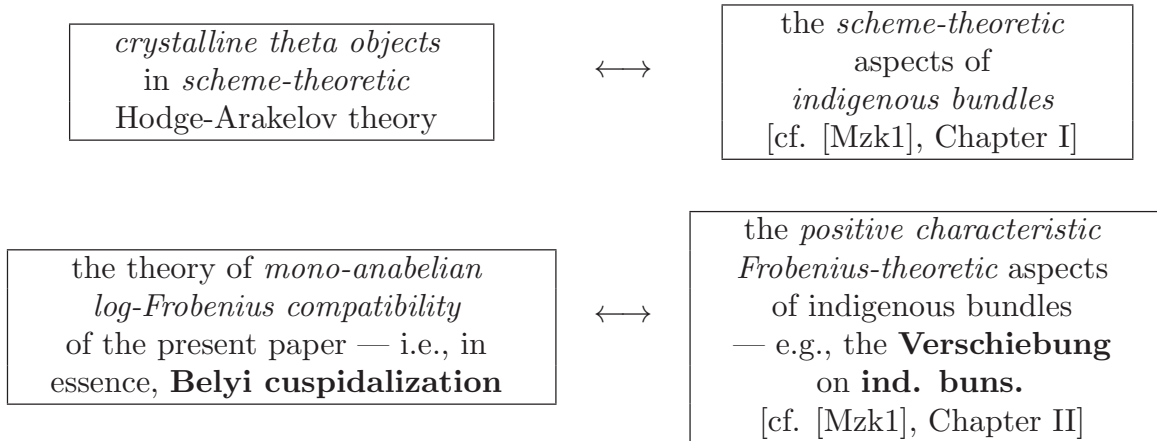 crystalline theta objects
in scheme-theoretic
Hodge-Arakelov theory
⟷
the scheme-theoretic
aspects of
indigenous bundles
[cf. [Mzk1], Chapter I]
the theory of mono-anabelian
log-Frobenius compatibility
of the present paper — i.e., in
essence, Belyi cuspidalization
⟷
the positive characteristic
Frobenius-theoretic aspects
of indigenous bundles
— e.g., the Verschiebung
on ind. buns.
[cf. [Mzk1], Chapter II]